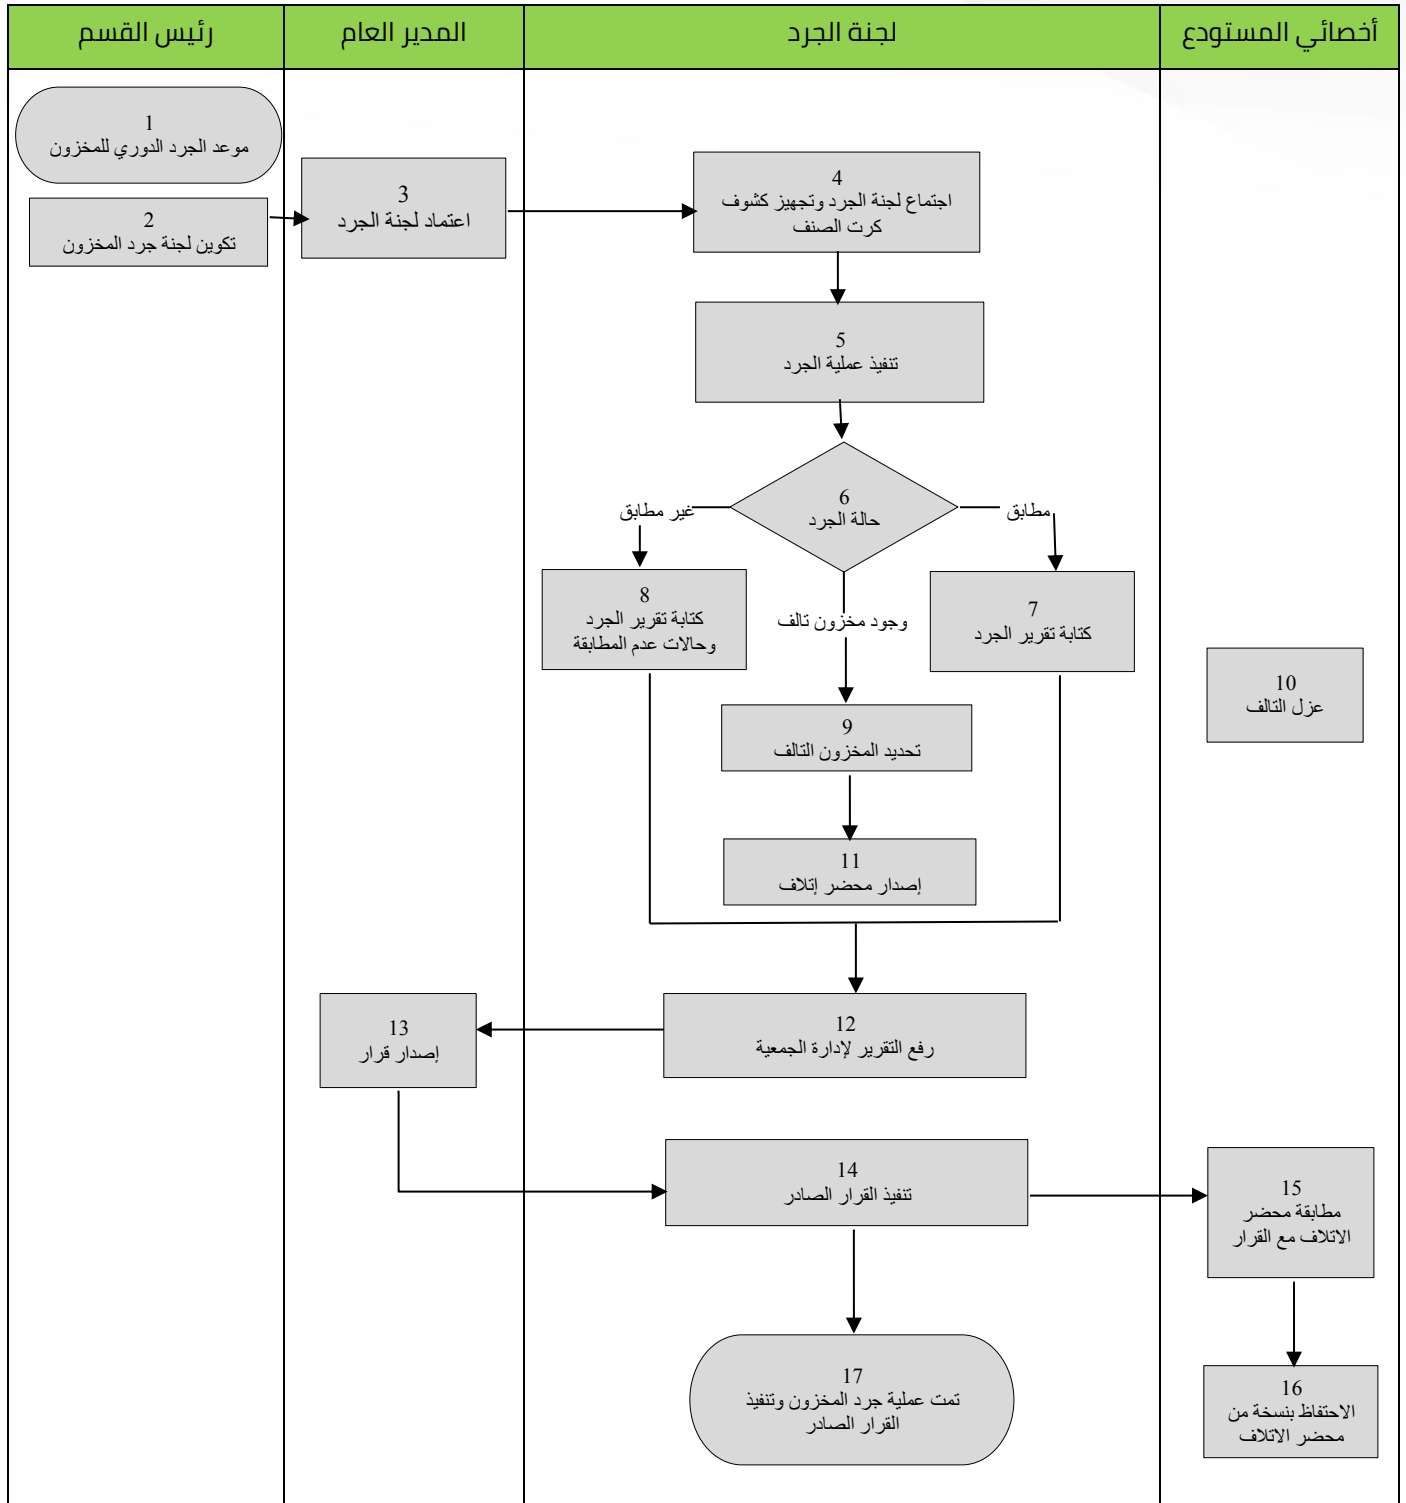 أخصائي المستودع
لجنة الجرد
المدير العام
رئيس القسم
1
موعد الجرد الدوري للمخزون
2
تكوين لجنة جرد المخزون
3
اعتماد لجنة الجرد
4
اجتماع لجنة الجرد وتجهيز كشوف
كرت الصنف
5
تنفيذ عملية الجرد
6
حالة الجرد
مطابق
غير مطابق
وجود مخزون تالف
7
كتابة تقرير الجرد
8
كتابة تقرير الجرد
وحالات عدم المطابقة
9
تحديد المخزون التالف
10
عزل التالف
11
إصدار محضر إتلاف
12
رفع التقرير لإدارة الجمعية
13
إصدار قرار
14
تنفيذ القرار الصادر
15
مطابقة محضر
الاتلاف مع القرار
16
الاحتفاظ بنسخة من
محضر الاتلاف
17
تمت عملية جرد المخزون وتنفيذ
القرار الصادر